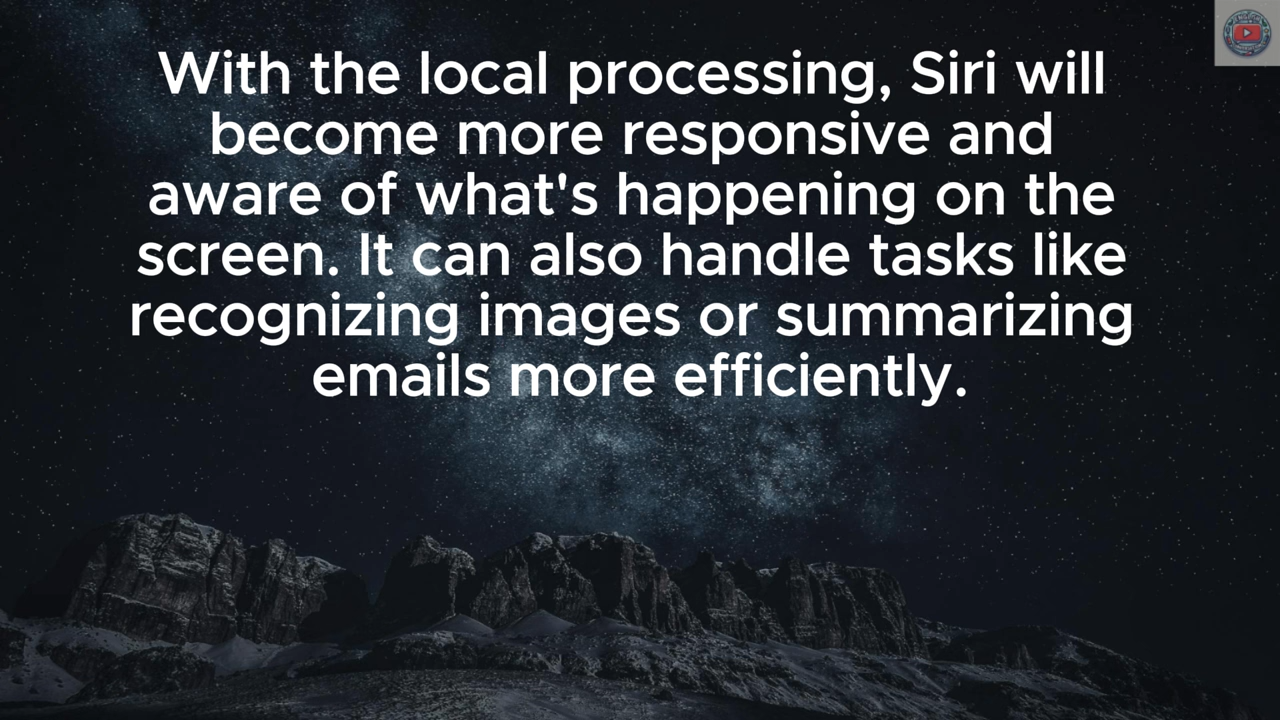 With the local processing, Siri will
become more responsive and
aware of what's happening on the
screen. It can also handle tasks like
recognizing images or summarizing
emails more efficiently.